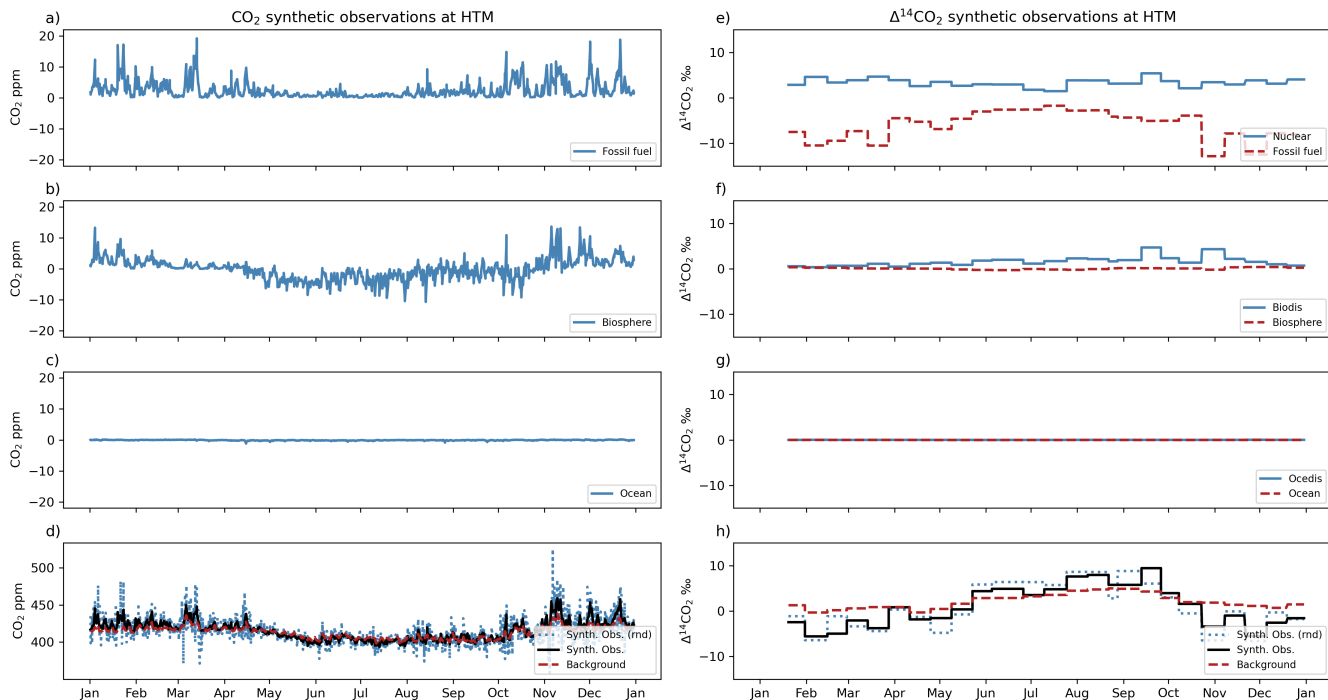 CO₂ synthetic observations at HTM
a)
20
10
0
−10
−20
CO₂ ppm
Fossil fuel
b)
20
10
0
−10
−20
CO₂ ppm
Biosphere
c)
20
10
0
−10
−20
CO₂ ppm
Ocean
d)
500
450
400
CO₂ ppm
Synth. Obs. (rnd)
Synth. Obs.
Background
Jan Feb Mar Apr May Jun Jul Aug Sep Oct Nov Dec Jan
Δ¹⁴CO₂ synthetic observations at HTM
e)
10
0
−10
Δ¹⁴CO₂ ‰
Nuclear
Fossil fuel
f)
10
0
−10
Δ¹⁴CO₂ ‰
Biodis
Biosphere
g)
10
0
−10
Δ¹⁴CO₂ ‰
Ocedis
Ocean
h)
10
0
−10
Δ¹⁴CO₂ ‰
Synth. Obs. (rnd)
Synth. Obs.
Background
Jan Feb Mar Apr May Jun Jul Aug Sep Oct Nov Dec Jan